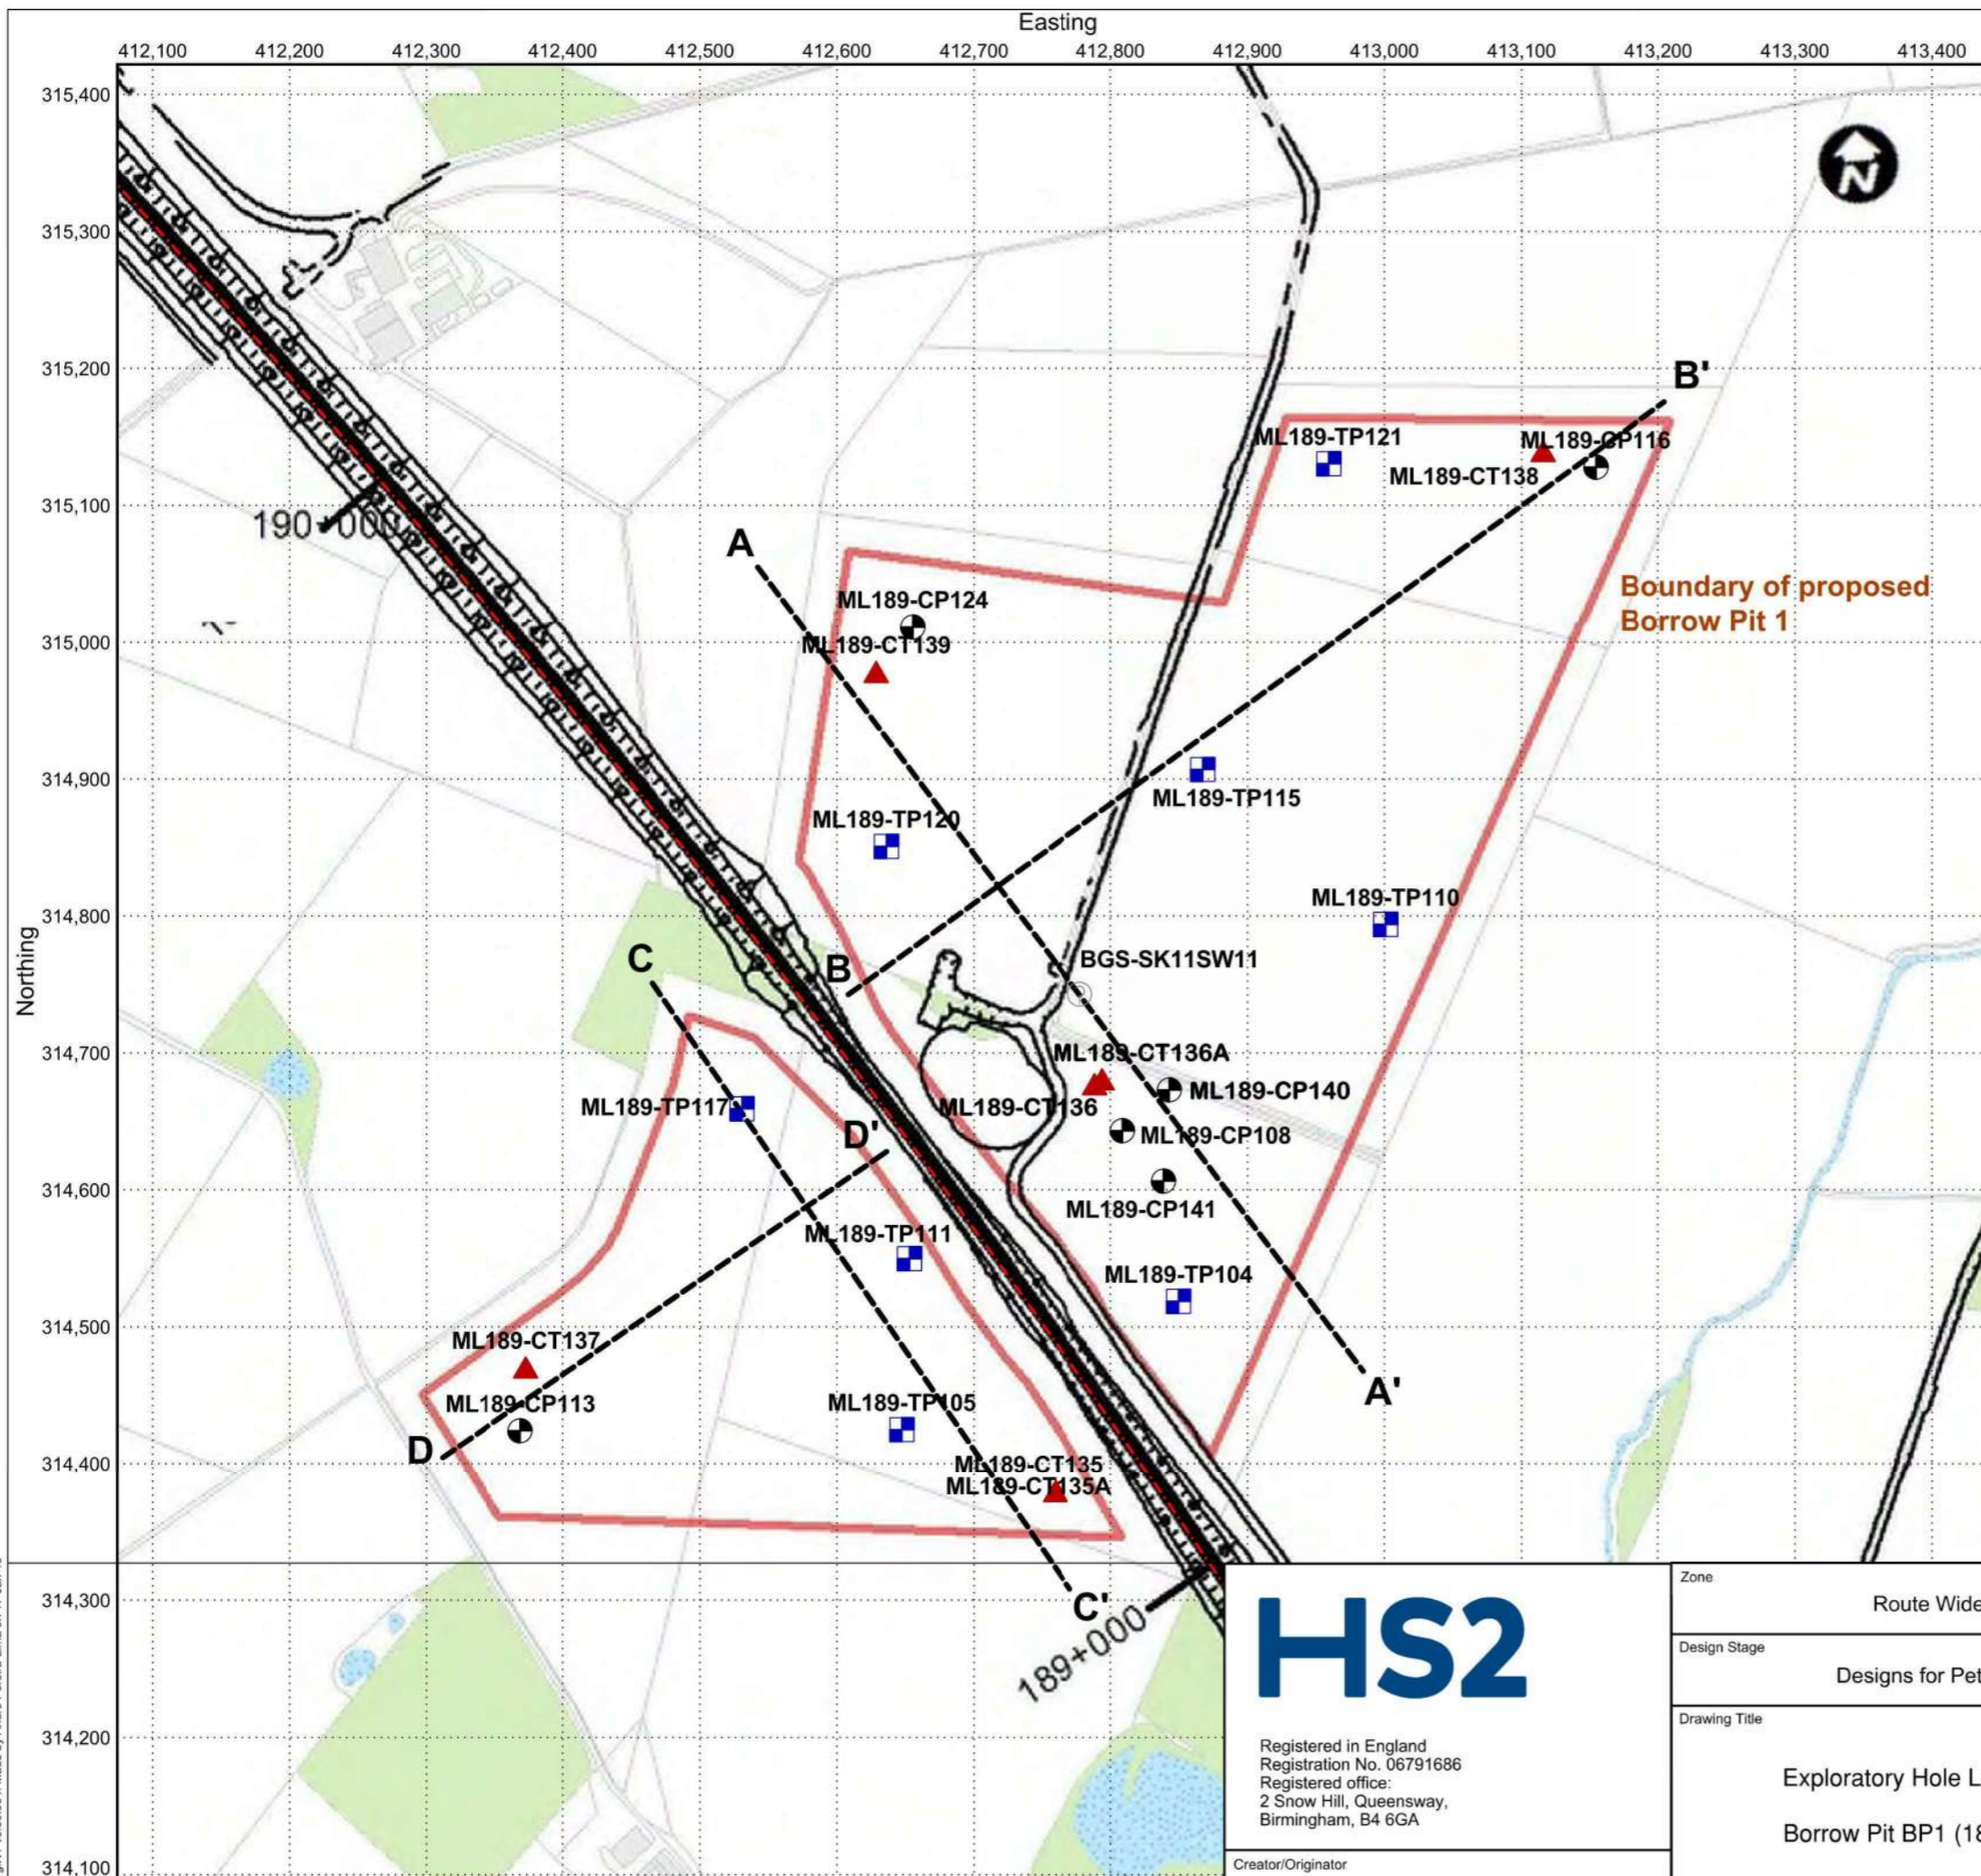 Easting
412,100 412,200 412,300 412,400 412,500 412,600 412,700 412,800 412,900 413,000 413,100 413,200 413,300 413,400
315,400
N
315,300
315,200
B'
ML189-TP121
ML189-CP116
ML189-CT138
315,100
190+000
A
Boundary of proposed
Borrow Pit 1
ML189-CP124
315,000
ML189-CT139
314,900
ML189-TP115
ML189-TP120
ML189-TP110
314,800
Northing
C
B
BGS-SK11SW11
314,700
ML189-CT136A
ML189-CP140
ML189-TP117
ML189-CT136
D'
ML189-CP108
314,600
ML189-CP141
ML189-TP111
ML189-TP104
314,500
ML189-CT137
A'
ML189-CP113
ML189-TP105
D
314,400
ML189-CT135
ML189-CT135A
314,300
C'
189+000
314,200
314,100
HS2
Registered in England
Registration No. 06791686
Registered office:
2 Snow Hill, Queensway,
Birmingham, B4 6GA
Creator/Originator
Zone
Route Wide
Design Stage
Designs for Pet
Drawing Title
Exploratory Hole L
Borrow Pit BP1 (18